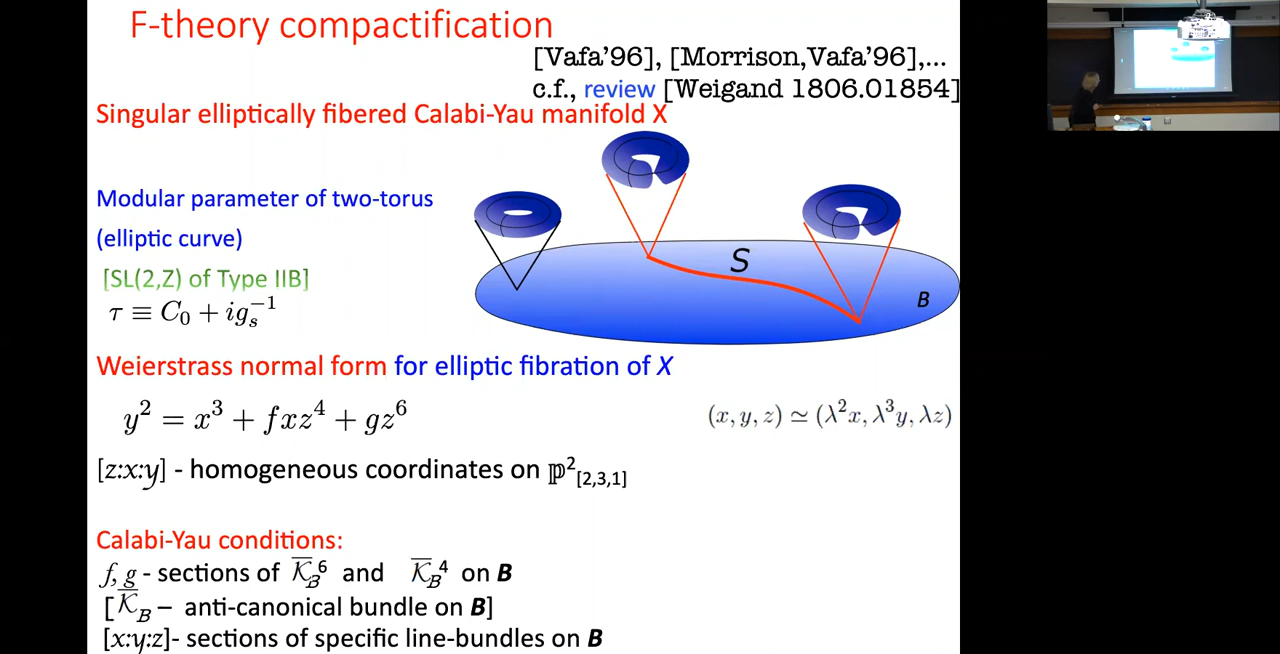 F-theory compactification
[Vafa’96], [Morrison,Vafa’96],...
c.f., review [Weigand 1806.01854]
Singular elliptically fibered Calabi-Yau manifold X
Modular parameter of two-torus
(elliptic curve)
[SL(2,Z) of Type IIB]
τ ≡ C₀ + ig_s⁻¹
S
B
Weierstrass normal form for elliptic fibration of X
y² = x³ + fxz⁴ + gz⁶
(x, y, z) ≃ (λ²x, λ³y, λz)
[z:x:y] - homogeneous coordinates on ℙ²[2,3,1]
Calabi-Yau conditions:
f, g - sections of K̅_B⁶ and K̅_B⁴ on B
[K̅_B – anti-canonical bundle on B]
[x:y:z]- sections of specific line-bundles on B